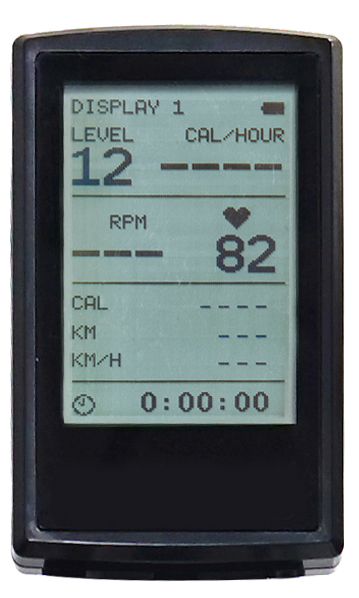 DISPLAY 1
LEVEL CAL/HOUR
12 ----
RPM
--- 82
CAL ----
KM ---
KM/H ---
0:00:00